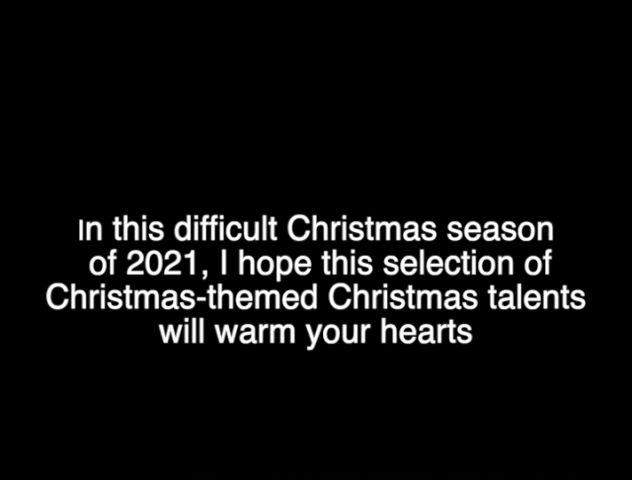 In this difficult Christmas season
of 2021, I hope this selection of
Christmas-themed Christmas talents
will warm your hearts